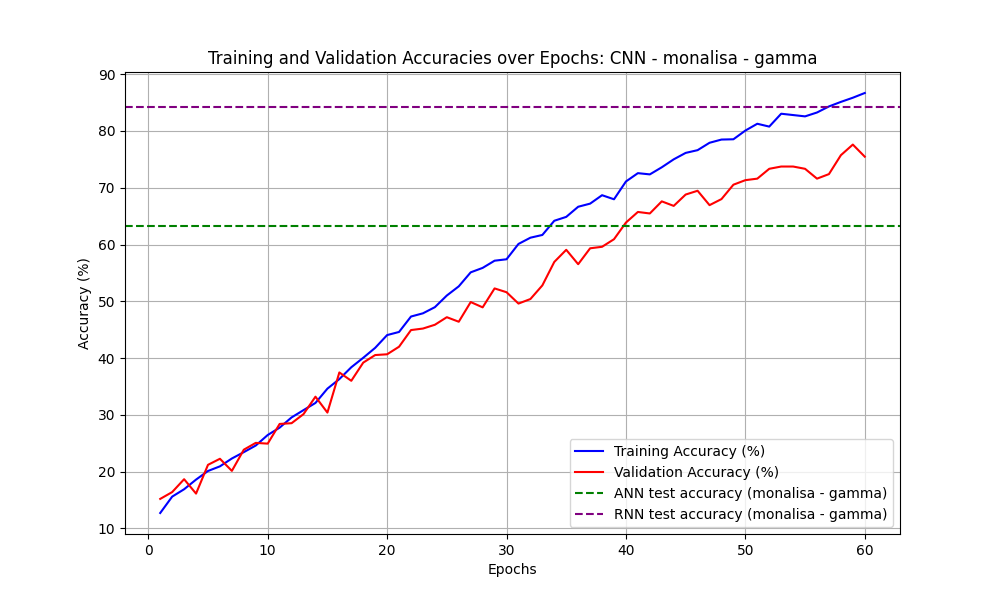 Training and Validation Accuracies over Epochs: CNN - monalisa - gamma
90
80
70
60
50
40
30
20
10
Accuracy (%)
0 10 20 30 40 50 60
Epochs
Training Accuracy (%)
Validation Accuracy (%)
ANN test accuracy (monalisa - gamma)
RNN test accuracy (monalisa - gamma)